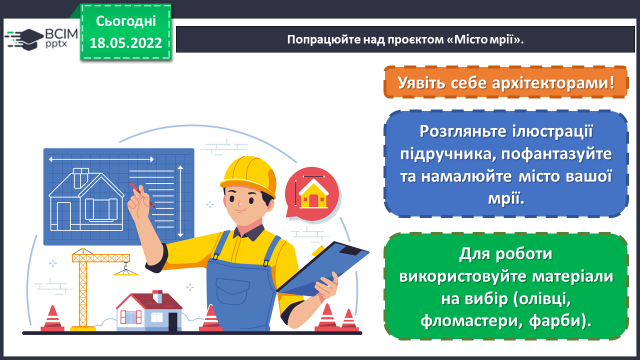 ВСІМ
pptx
Сьогодні
18.05.2022
Попрацюйте над проєктом «Місто мрії».
Уявіть себе архітекторами!
Розгляньте ілюстрації
підручника, пофантазуйте
та намалюйте місто вашої
мрії.
Для роботи
використовуйте матеріали
на вибір (олівці,
фломастери, фарби).